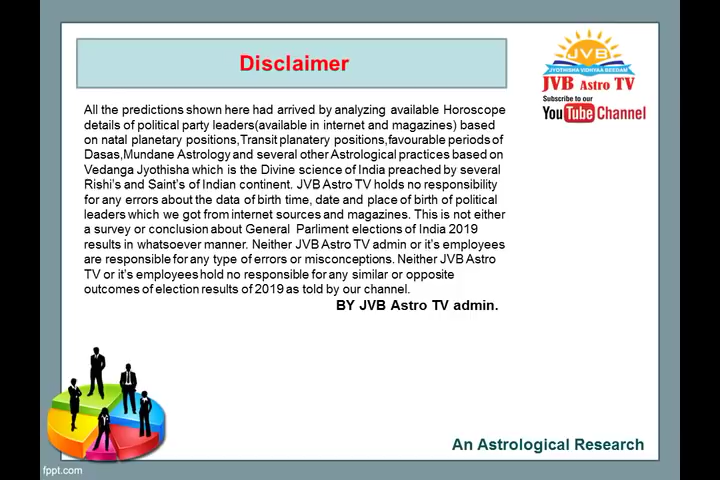 Disclaimer
JVB
JYOTHISHA VIDHYAA BEEDAM
JVB Astro TV
Subscribe to our
YouTube Channel
All the predictions shown here had arrived by analyzing available Horoscope
details of political party leaders(available in internet and magazines) based
on natal planetary positions,Transit planatery positions,favourable periods of
Dasas,Mundane Astrology and several other Astrological practices based on
Vedanga Jyothisha which is the Divine science of India preached by several
Rishi's and Saint's of Indian continent. JVB Astro TV holds no responsibility
for any errors about the data of birth time, date and place of birth of political
leaders which we got from internet sources and magazines. This is not either
a survey or conclusion about General Parliment elections of India 2019
results in whatsoever manner. Neither JVB Astro TV admin or it's employees
are responsible for any type of errors or misconceptions. Neither JVB Astro
TV or it's employees hold no responsible for any similar or opposite
outcomes of election results of 2019 as told by our channel.
BY JVB Astro TV admin.
An Astrological Research
fppt.com